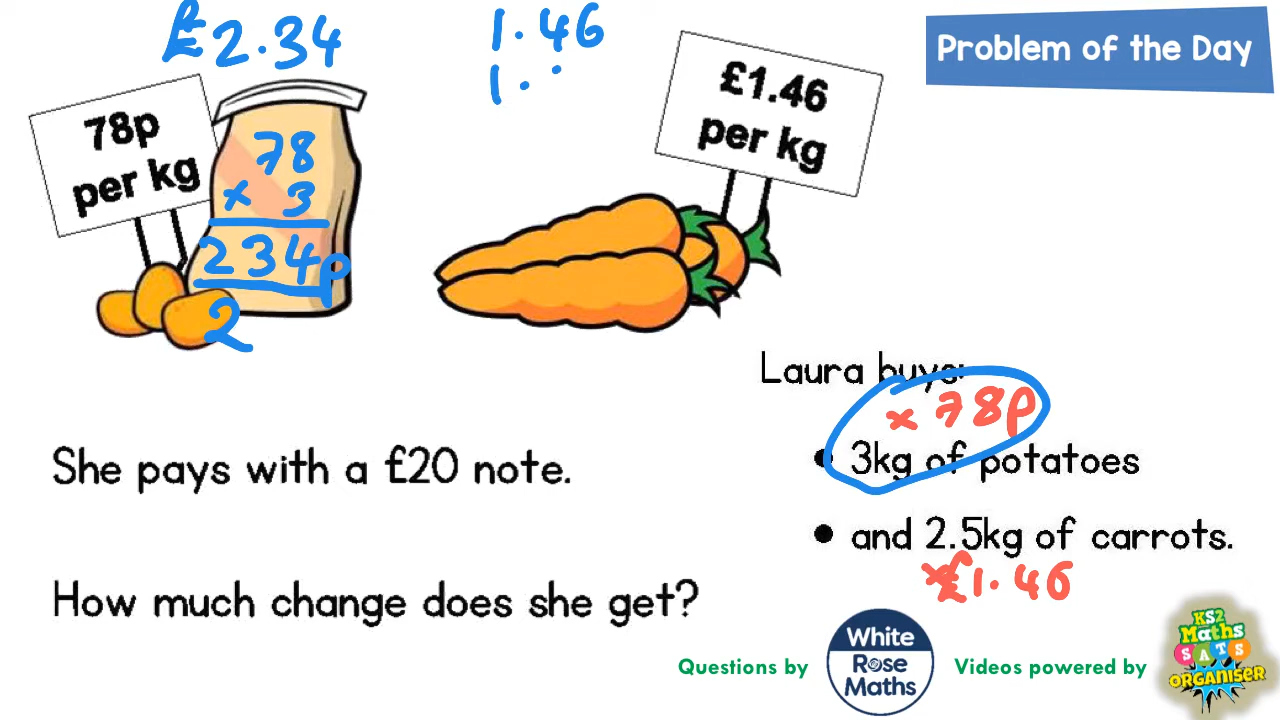 £2.34
1.46
1.
Problem of the Day
78p
per kg
£1.46
per kg
78
× 3
234p
2
Laura buys:
× 78p
• 3kg of potatoes
She pays with a £20 note.
• and 2.5kg of carrots.
×£1.46
How much change does she get?
Questions by
White
Rose
Maths
Videos powered by
KS2
Maths
SATS
ORGANISER